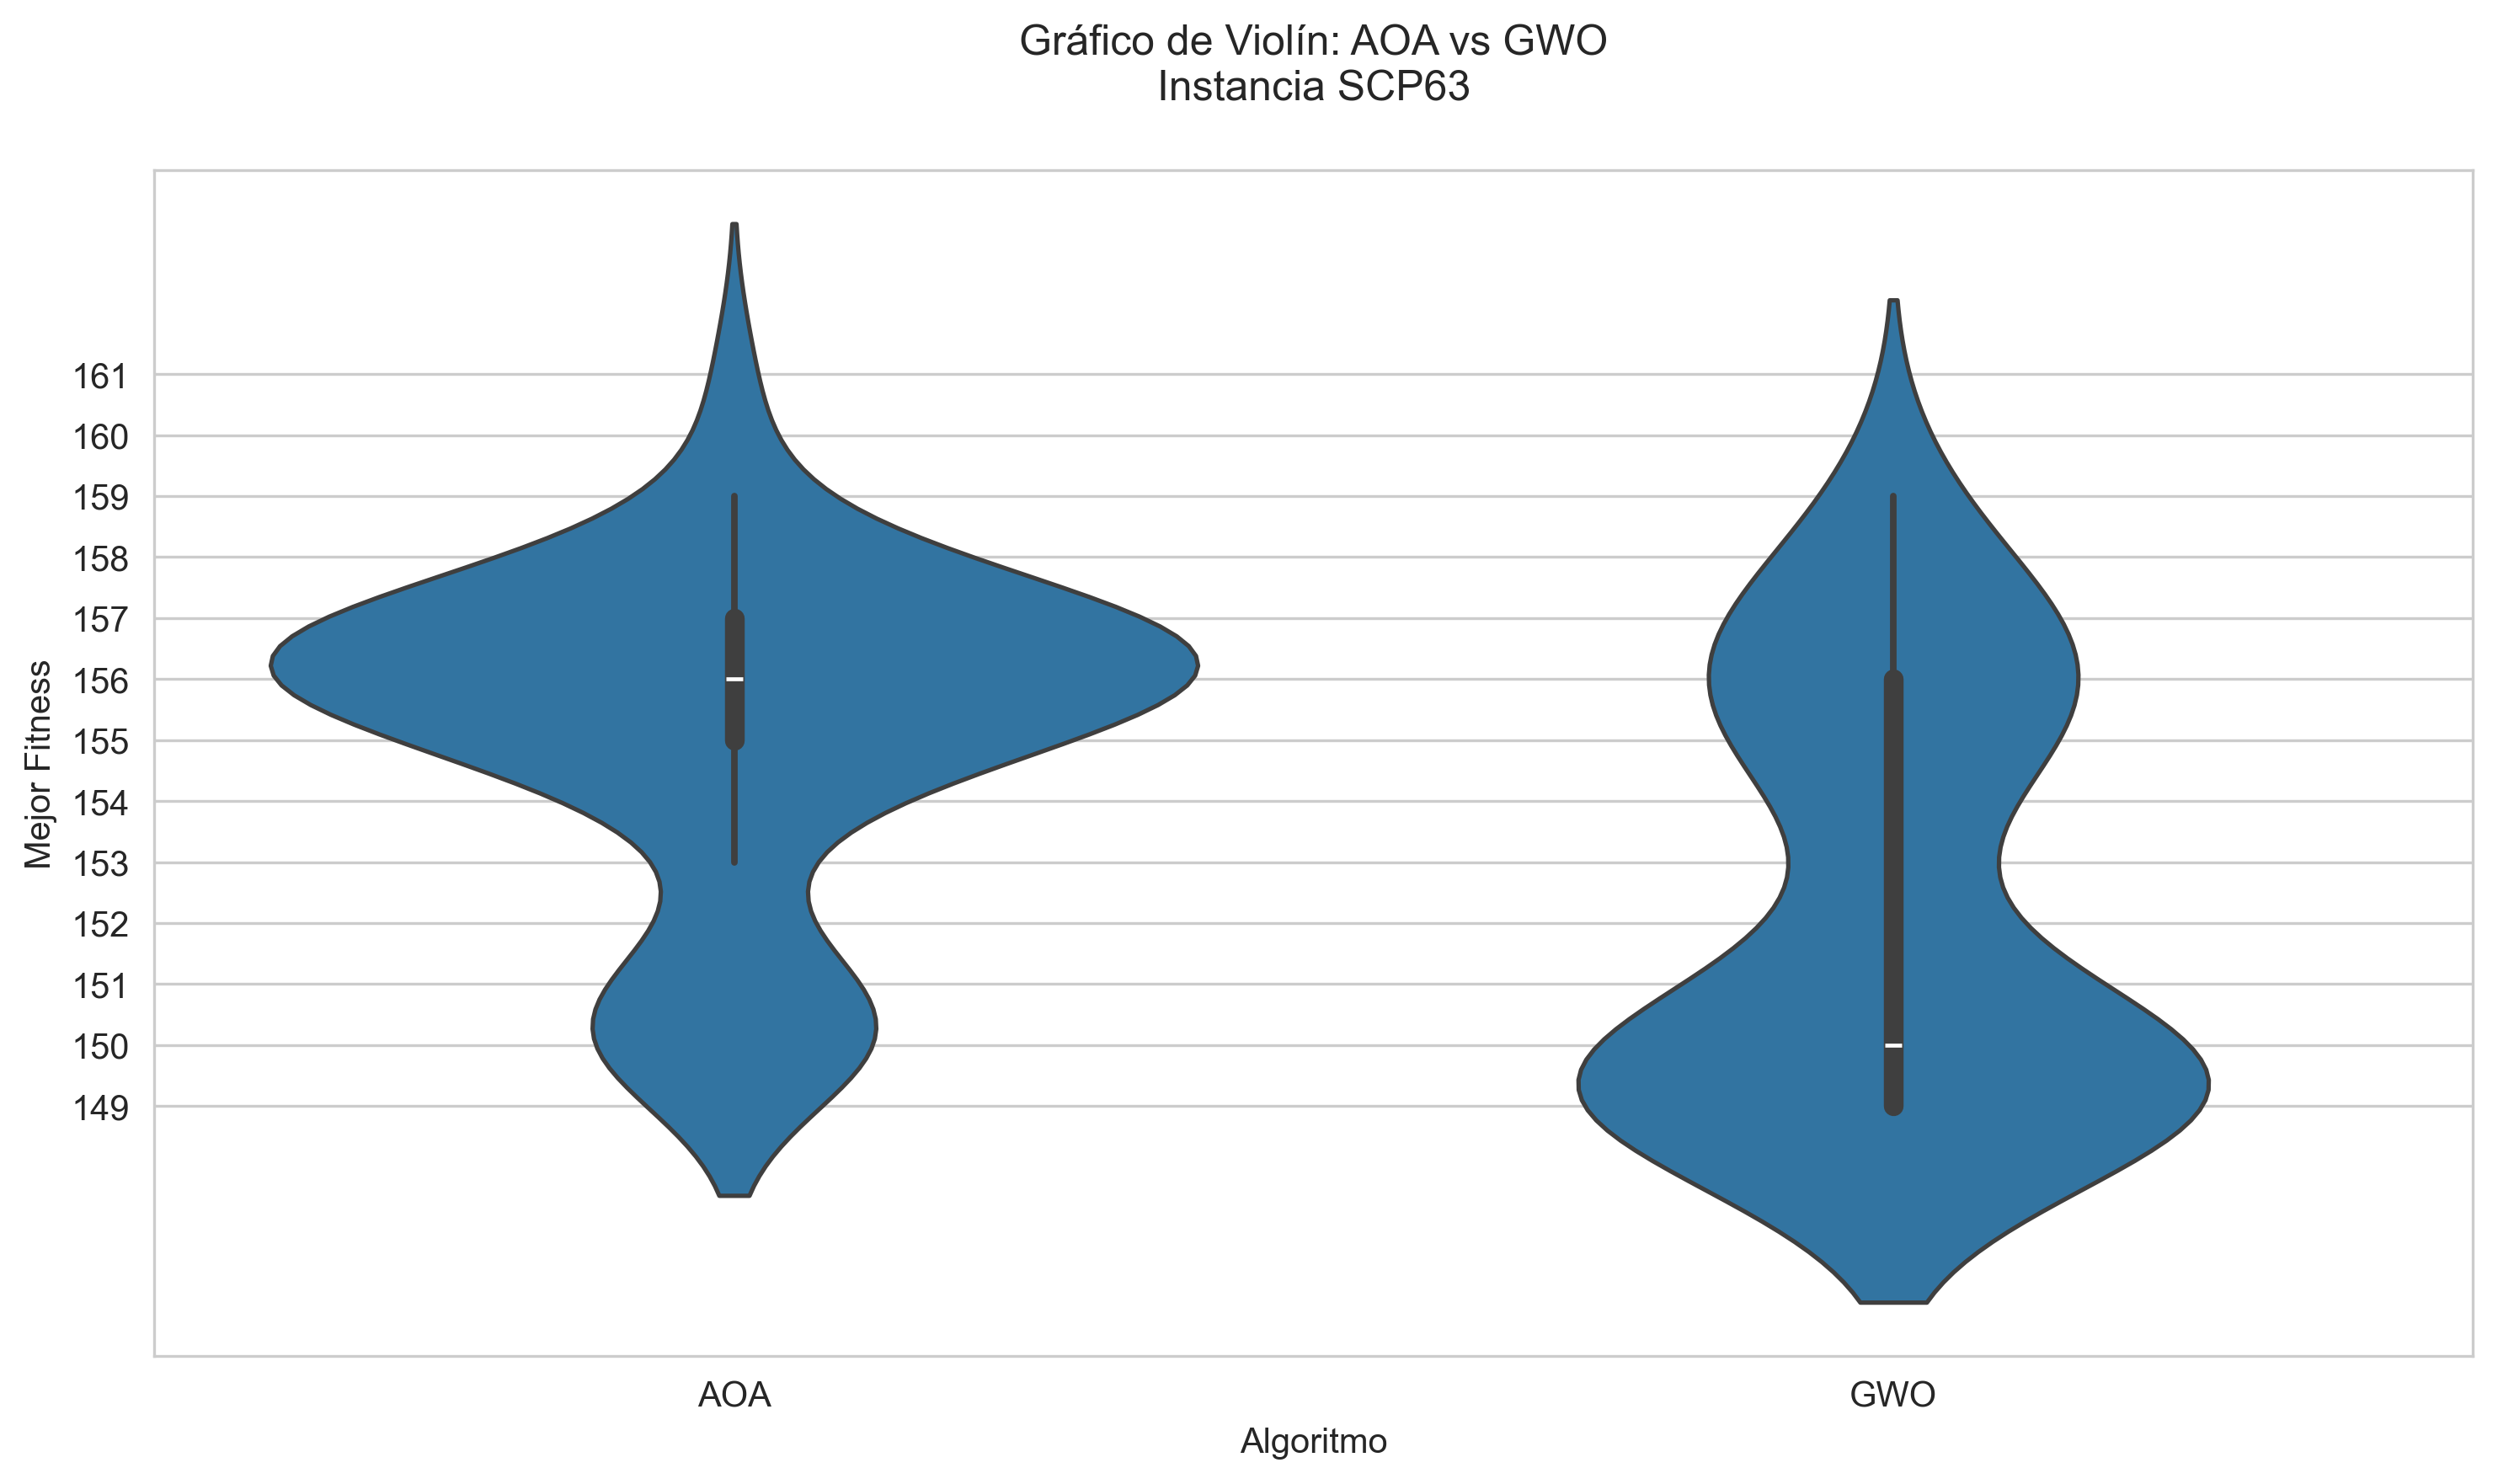 Gráfico de Violín: AOA vs GWO
Instancia SCP63
Mejor Fitness
161
160
159
158
157
156
155
154
153
152
151
150
149
AOA
GWO
Algoritmo